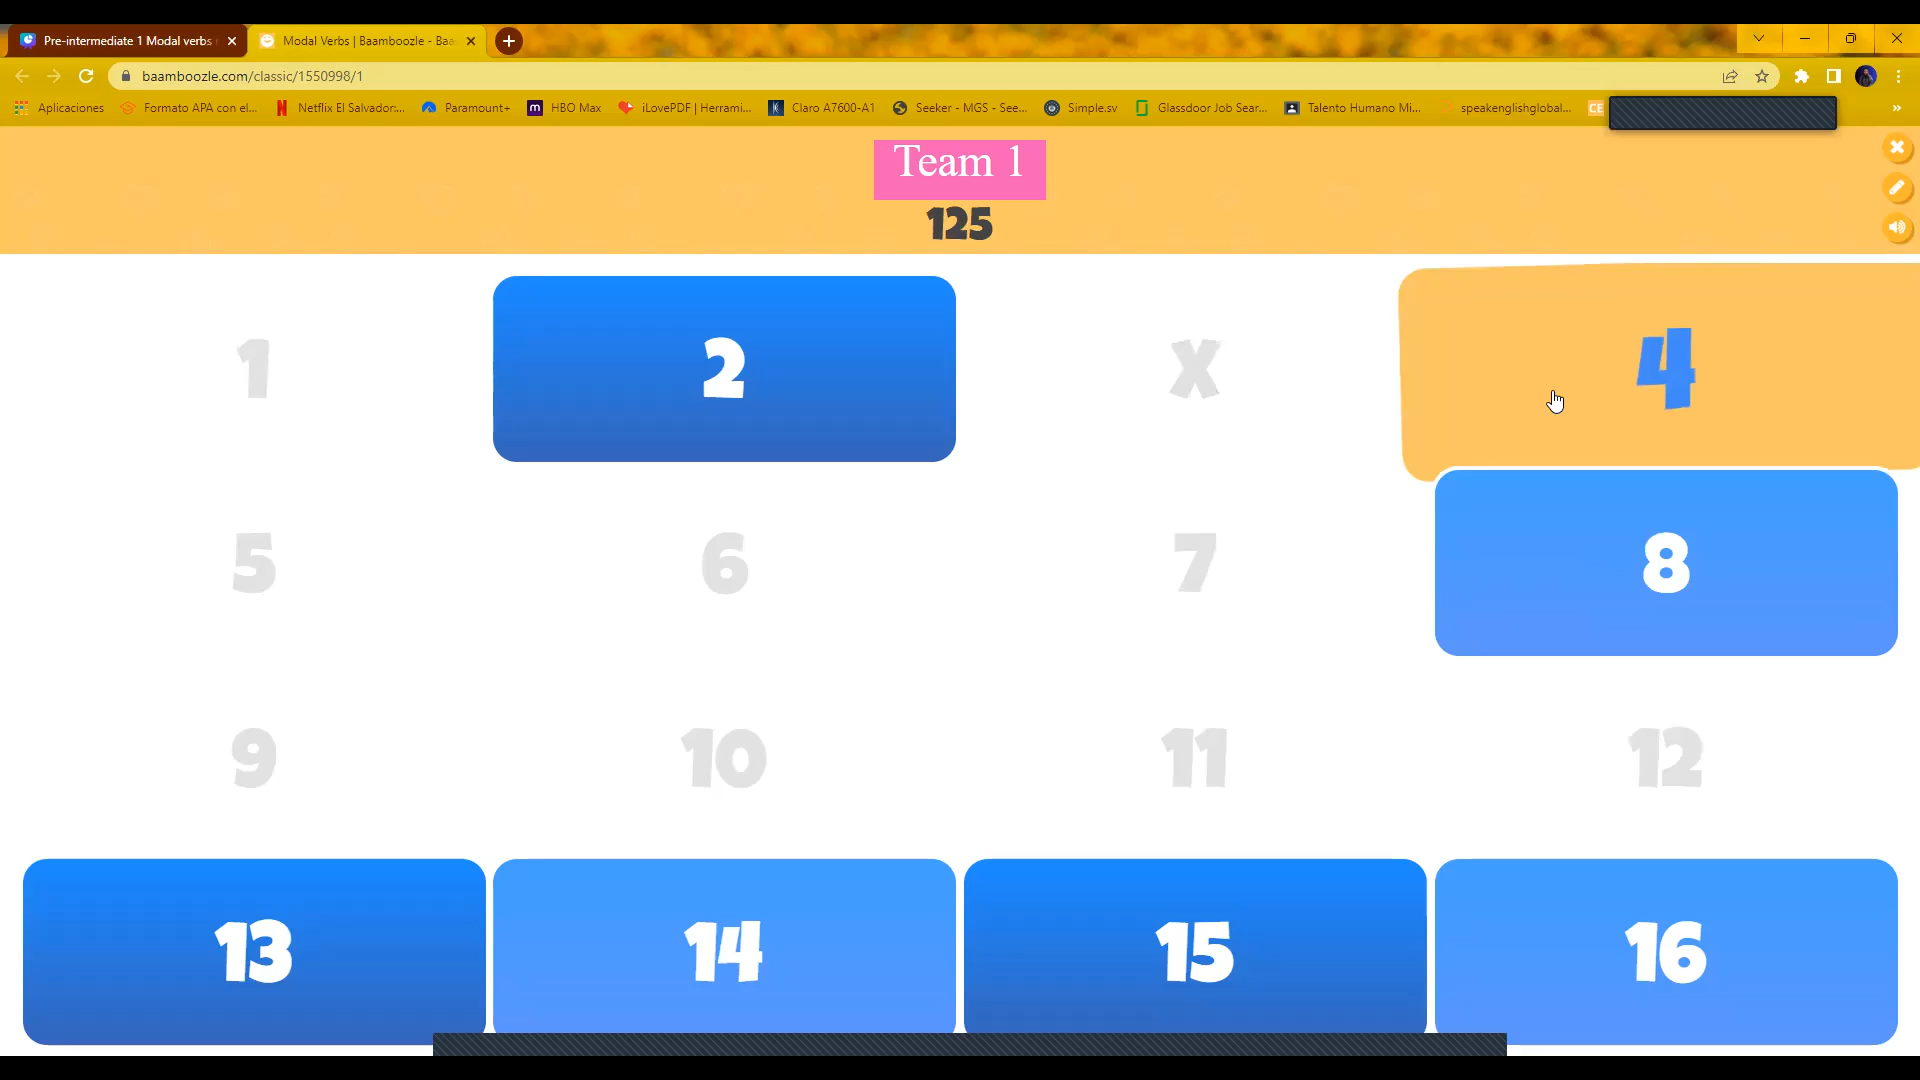 Pre-intermediate 1 Modal verbs
Modal Verbs | Baamboozle - Baa
baamboozle.com/classic/1550998/1
Aplicaciones Formato APA con el... Netflix El Salvador:... Paramount+ HBO Max iLovePDF | Herrami... Claro A7600-A1 Seeker - MGS - See... Simple.sv Glassdoor Job Sear... Talento Humano Mi... speakenglishglobal... CE
Team 1
125
1 2 X 4
5 6 7 8
9 10 11 12
13 14 15 16